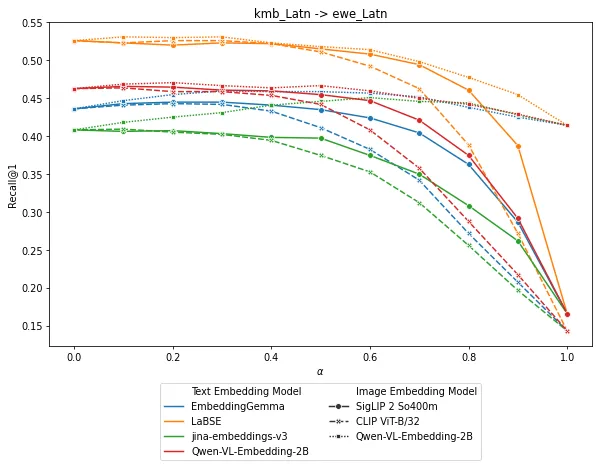 kmb_Latn -> ewe_Latn
Recall@1
0.55
0.50
0.45
0.40
0.35
0.30
0.25
0.20
0.15
0.0 0.2 0.4 0.6 0.8 1.0
α
Text Embedding Model Image Embedding Model
EmbeddingGemma SigLIP 2 So400m
LaBSE CLIP ViT-B/32
jina-embeddings-v3 Qwen-VL-Embedding-2B
Qwen-VL-Embedding-2B